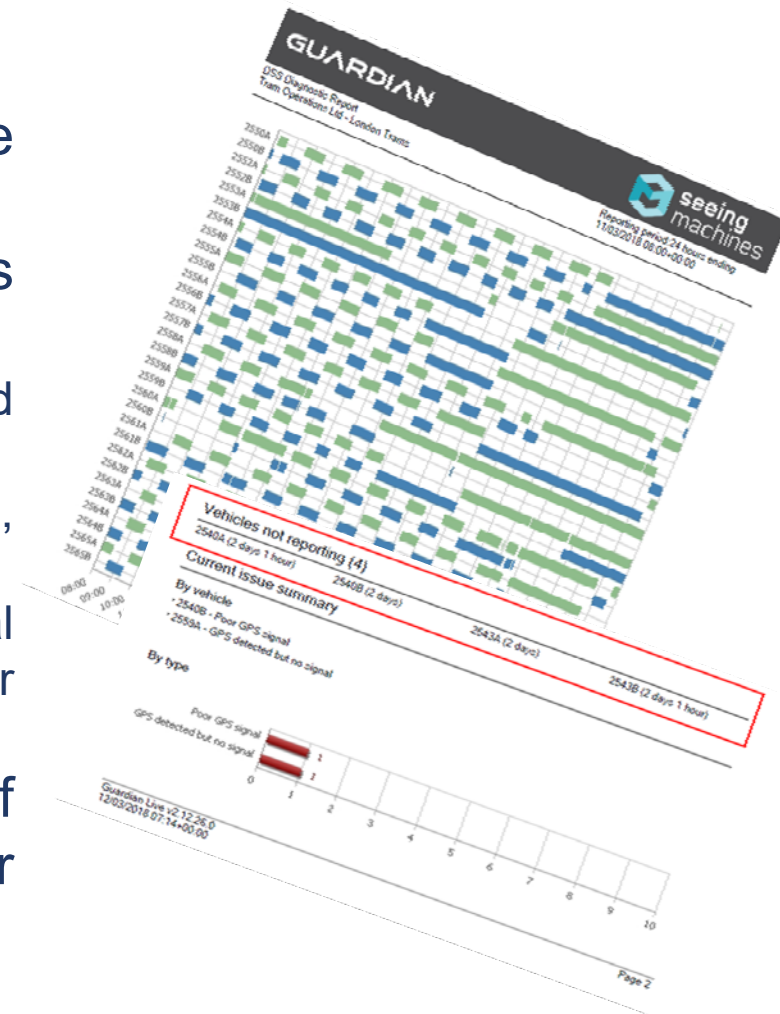 e
s
d
,
al
r
of
r
GUARDIAN
DSS Diagnostic Report
Tram Operations Ltd - London Trams
seeing
machines
Reporting period:24 hours ending
11/03/2018 08:00+00:00
2550A
2550B
2552A
2552B
2553A
2553B
2554A
2554B
2555A
2555B
2556A
2556B
2557A
2557B
2558A
2558B
2559A
2559B
2560A
2560B
2561A
2561B
2562A
2562B
2563A
2563B
2564A
2564B
2565A
2565B
08:00
09:00
10:00
Vehicles not reporting (4)
2540A (2 days 1 hour) 2540B (2 days) 2543A (2 days) 2543B (2 days 1 hour)
Current issue summary
By vehicle
· 2540B - Poor GPS signal
· 2559A - GPS detected but no signal
By type
Poor GPS signal 1
GPS detected but no signal 1
0 1 2 3 4 5 6 7 8 9 10
Guardian Live v2.12.26.0
12/03/2018 07:14+00:00
Page 2